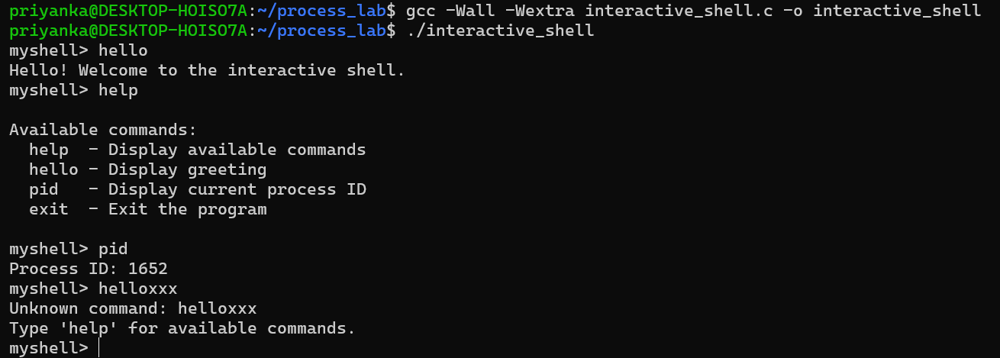 priyanka@DESKTOP-HOISO7A:~/process_lab$ gcc -Wall -Wextra interactive_shell.c -o interactive_shell
priyanka@DESKTOP-HOISO7A:~/process_lab$ ./interactive_shell
myshell> hello
Hello! Welcome to the interactive shell.
myshell> help
Available commands:
  help  - Display available commands
  hello - Display greeting
  pid   - Display current process ID
  exit  - Exit the program
myshell> pid
Process ID: 1652
myshell> helloxxx
Unknown command: helloxxx
Type 'help' for available commands.
myshell>